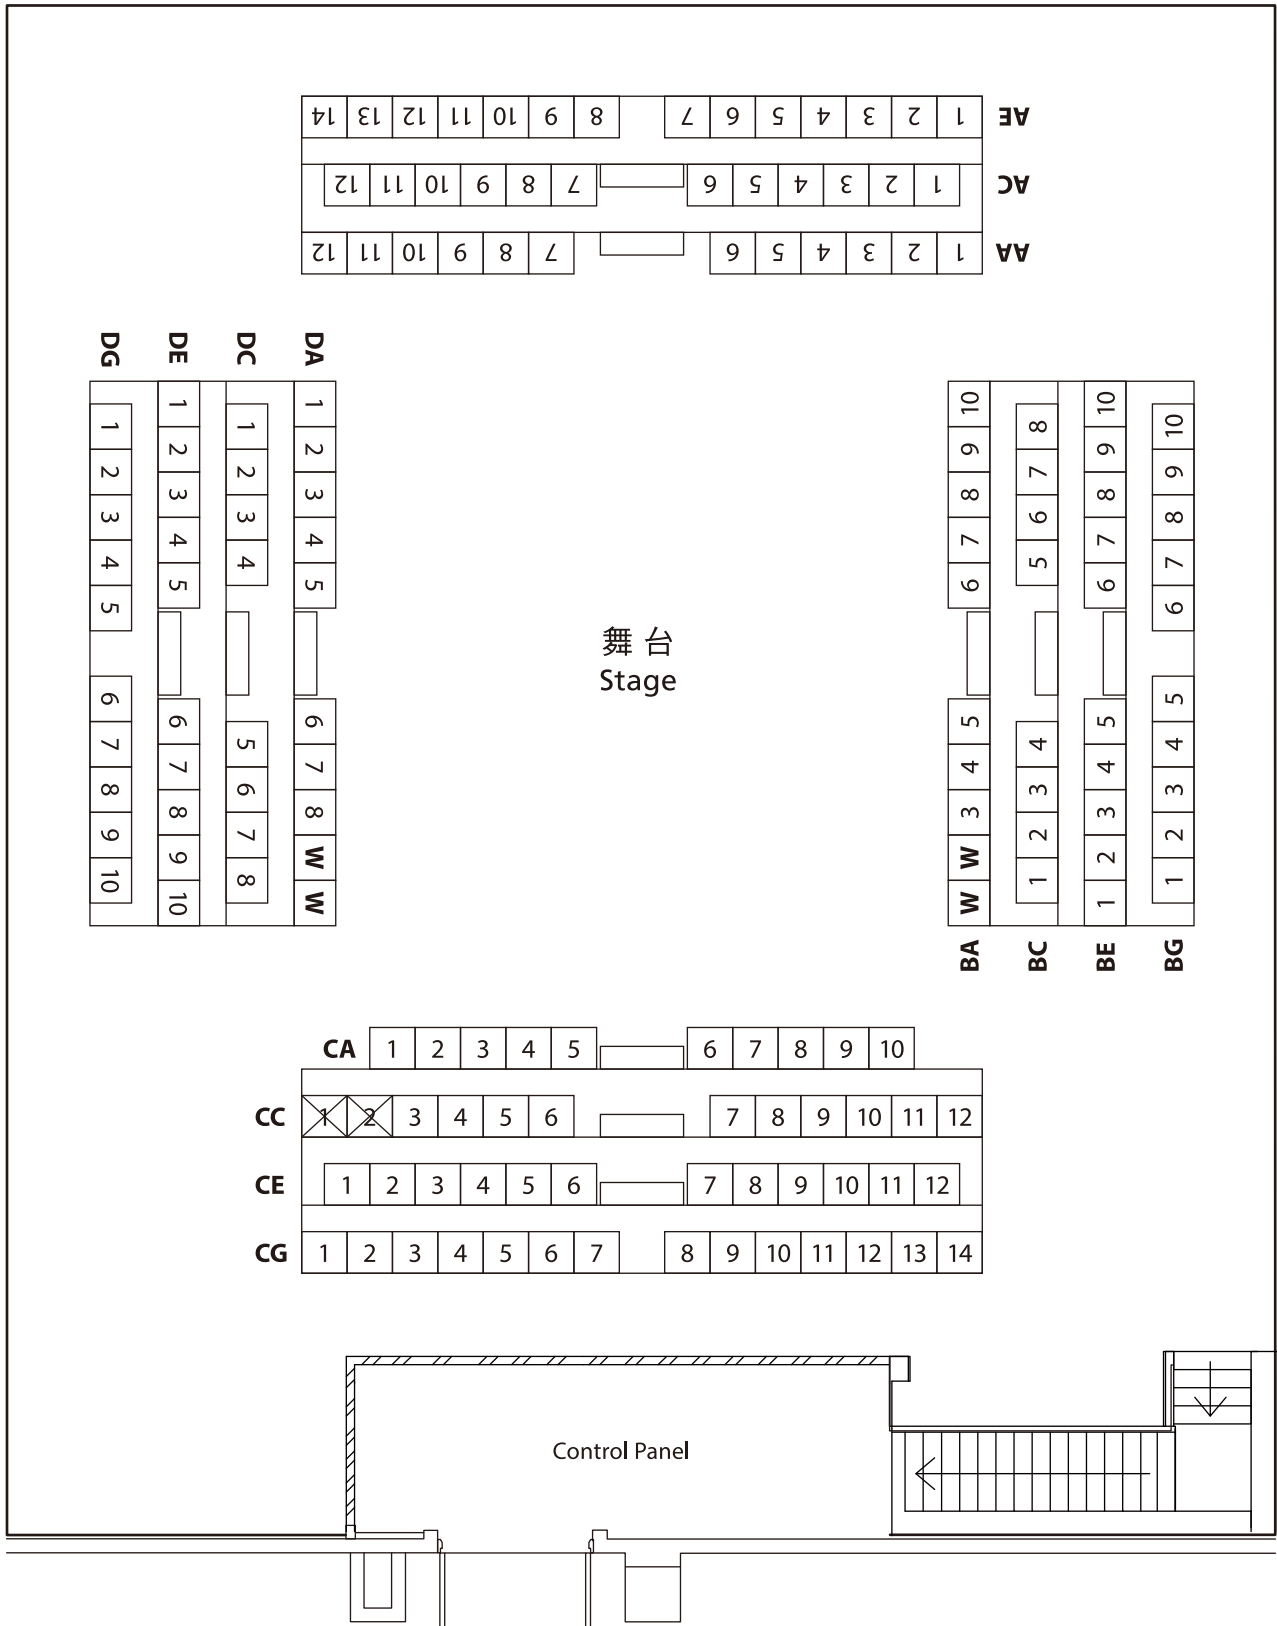 14 13 12 11 10 9 8 7 6 5 4 3 2 1 AE
12 11 10 9 8 7 6 5 4 3 2 1 AC
12 11 10 9 8 7 6 5 4 3 2 1 AA
DG 1 2 3 4 5 6 7 8 9 10
DE 1 2 3 4 5 6 7 8 9 10
DC 1 2 3 4 5 6 7 8
DA 1 2 3 4 5 6 7 8 W W
舞台
Stage
BA W W 3 4 5 6 7 8 9 10
BC 1 2 3 4 5 6 7 8
BE 1 2 3 4 5 6 7 8 9 10
BG 1 2 3 4 5 6 7 8 9 10
CA 1 2 3 4 5 6 7 8 9 10
CC 1 2 3 4 5 6 7 8 9 10 11 12
CE 1 2 3 4 5 6 7 8 9 10 11 12
CG 1 2 3 4 5 6 7 8 9 10 11 12 13 14
Control Panel